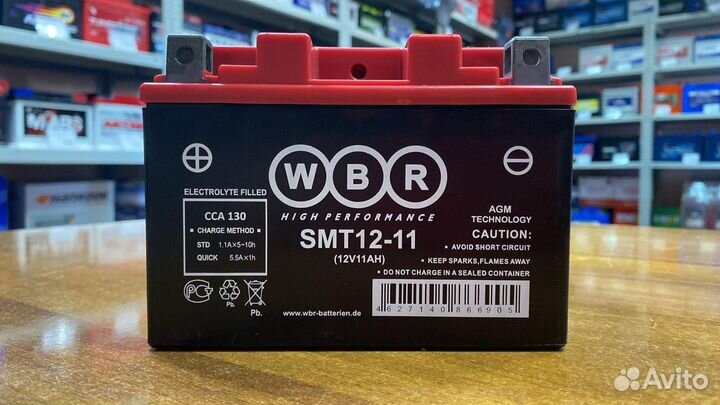 WBR
HIGH PERFORMANCE
SMT12-11
(12V11AH)
ELECTROLYTE FILLED
CCA 130
• CHARGE METHOD •
STD 1.1A×5~10h
QUICK 5.5A×1h
AGM
TECHNOLOGY
CAUTION:
• AVOID SHORT CIRCUIT
• KEEP SPARKS,FLAMES AWAY
• DO NOT CHARGE IN A SEALED CONTAINER
Pb.
Pb.
www.wbr-batterien.de
4627140866905
Avito